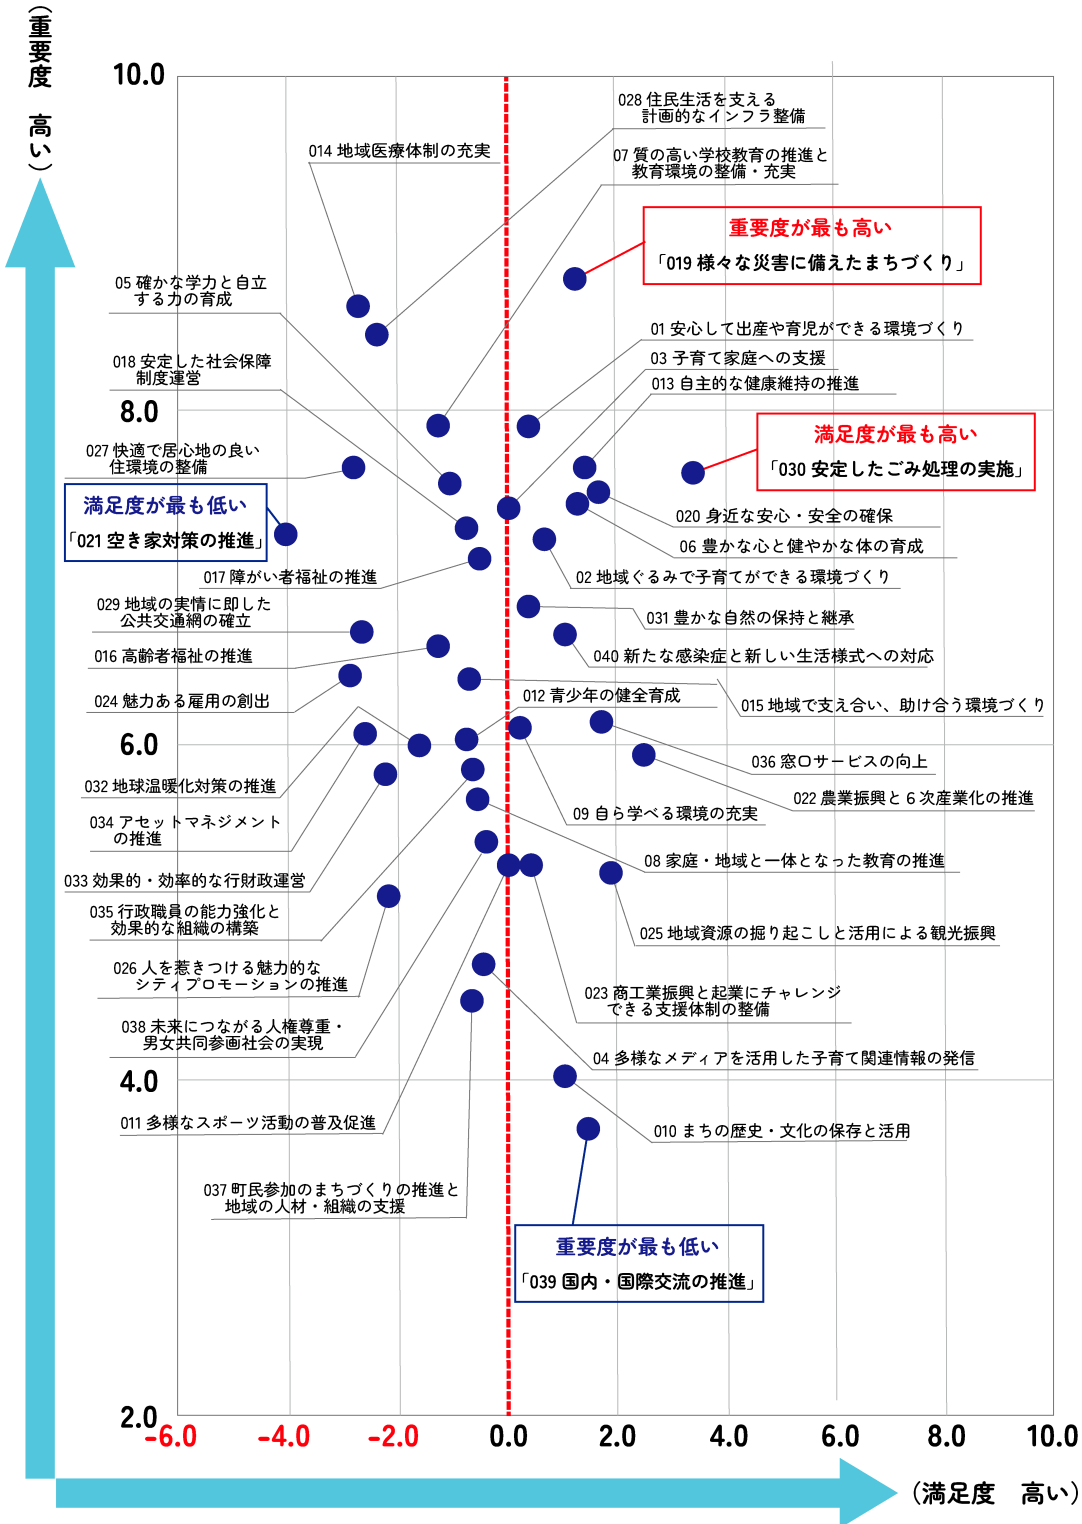 （重要度　高い）
10.0
028 住民生活を支える
計画的なインフラ整備
014 地域医療体制の充実
07 質の高い学校教育の推進と
教育環境の整備・充実
重要度が最も高い
「019 様々な災害に備えたまちづくり」
05 確かな学力と自立
する力の育成
01 安心して出産や育児ができる環境づくり
03 子育て家庭への支援
018 安定した社会保障
制度運営
013 自主的な健康維持の推進
8.0
満足度が最も高い
「030 安定したごみ処理の実施」
027 快適で居心地の良い
住環境の整備
満足度が最も低い
「021 空き家対策の推進」
020 身近な安心・安全の確保
06 豊かな心と健やかな体の育成
017 障がい者福祉の推進
02 地域ぐるみで子育てができる環境づくり
029 地域の実情に即した
公共交通網の確立
031 豊かな自然の保持と継承
016 高齢者福祉の推進
040 新たな感染症と新しい生活様式への対応
024 魅力ある雇用の創出
012 青少年の健全育成
015 地域で支え合い、助け合う環境づくり
6.0
036 窓口サービスの向上
032 地球温暖化対策の推進
022 農業振興と６次産業化の推進
034 アセットマネジメント
の推進
09 自ら学べる環境の充実
08 家庭・地域と一体となった教育の推進
033 効果的・効率的な行財政運営
035 行政職員の能力強化と
効果的な組織の構築
025 地域資源の掘り起こしと活用による観光振興
026 人を惹きつける魅力的な
シティプロモーションの推進
023 商工業振興と起業にチャレンジ
できる支援体制の整備
038 未来につながる人権尊重・
男女共同参画社会の実現
04 多様なメディアを活用した子育て関連情報の発信
4.0
011 多様なスポーツ活動の普及促進
010 まちの歴史・文化の保存と活用
037 町民参加のまちづくりの推進と
地域の人材・組織の支援
重要度が最も低い
「039 国内・国際交流の推進」
2.0
-6.0 -4.0 -2.0 0.0 2.0 4.0 6.0 8.0 10.0
（満足度　高い）